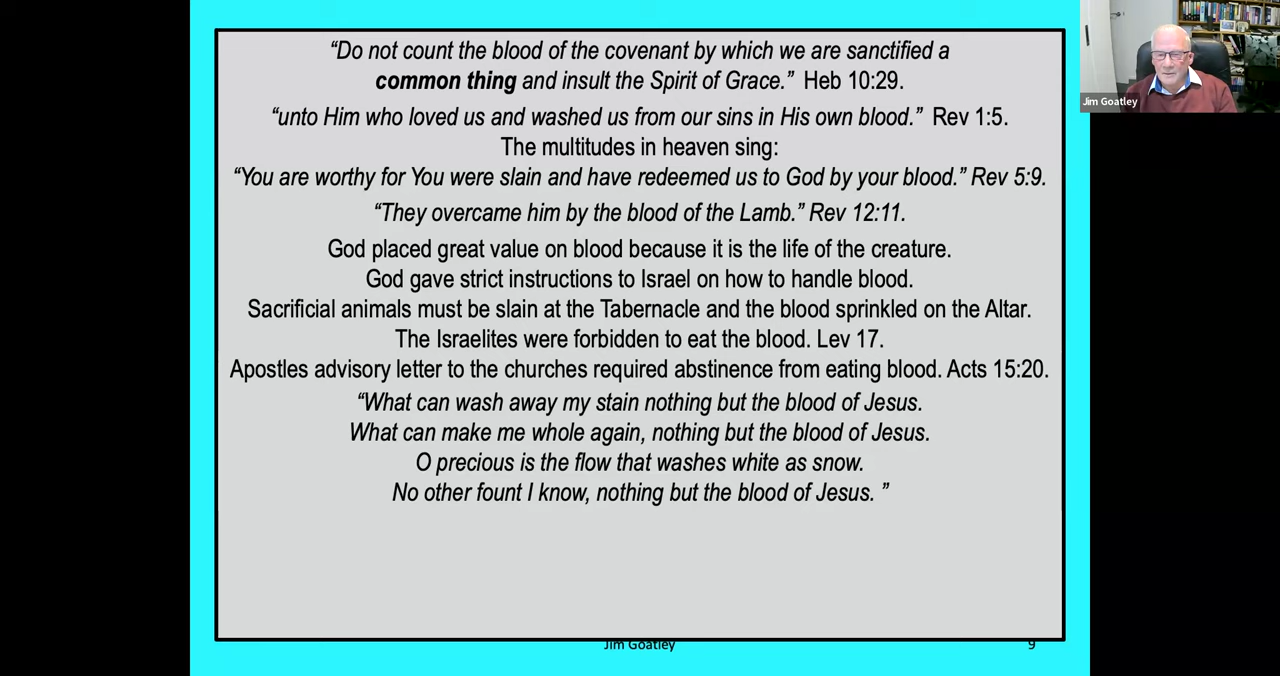 “Do not count the blood of the covenant by which we are sanctified a
common thing and insult the Spirit of Grace.” Heb 10:29.
“unto Him who loved us and washed us from our sins in His own blood.” Rev 1:5.
The multitudes in heaven sing:
“You are worthy for You were slain and have redeemed us to God by your blood.” Rev 5:9.
“They overcame him by the blood of the Lamb.” Rev 12:11.
God placed great value on blood because it is the life of the creature.
God gave strict instructions to Israel on how to handle blood.
Sacrificial animals must be slain at the Tabernacle and the blood sprinkled on the Altar.
The Israelites were forbidden to eat the blood. Lev 17.
Apostles advisory letter to the churches required abstinence from eating blood. Acts 15:20.
“What can wash away my stain nothing but the blood of Jesus.
What can make me whole again, nothing but the blood of Jesus.
O precious is the flow that washes white as snow.
No other fount I know, nothing but the blood of Jesus. ”
Jim Goatley
9
Jim Goatley